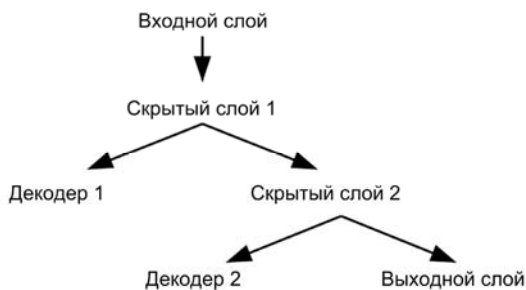 Входной слой
Скрытый слой 1
Декодер 1
Скрытый слой 2
Декодер 2
Выходной слой